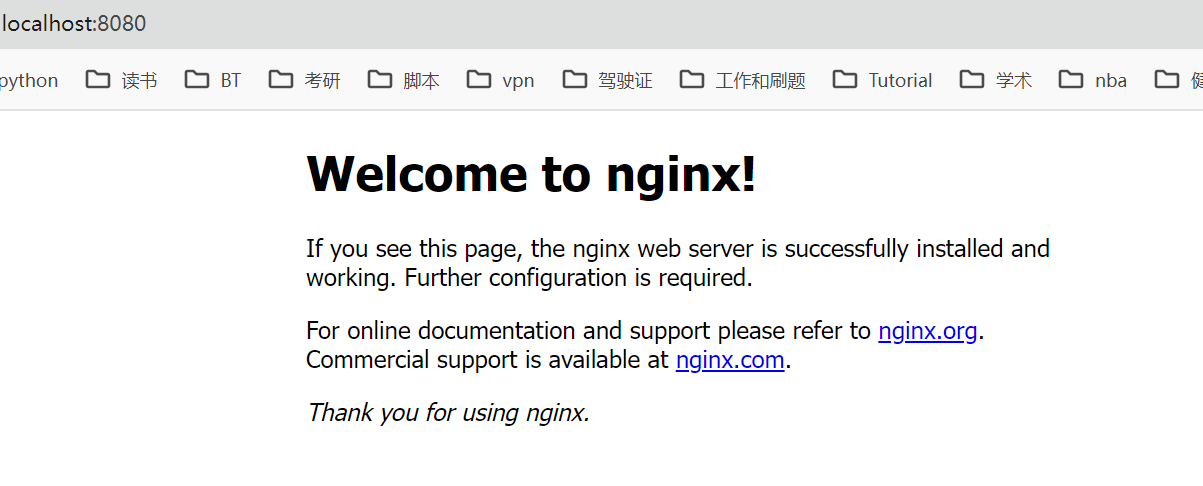 localhost:8080
python 读书 BT 考研 脚本 vpn 驾驶证 工作和刷题 Tutorial 学术 nba
Welcome to nginx!
If you see this page, the nginx web server is successfully installed and
working. Further configuration is required.
For online documentation and support please refer to nginx.org.
Commercial support is available at nginx.com.
Thank you for using nginx.